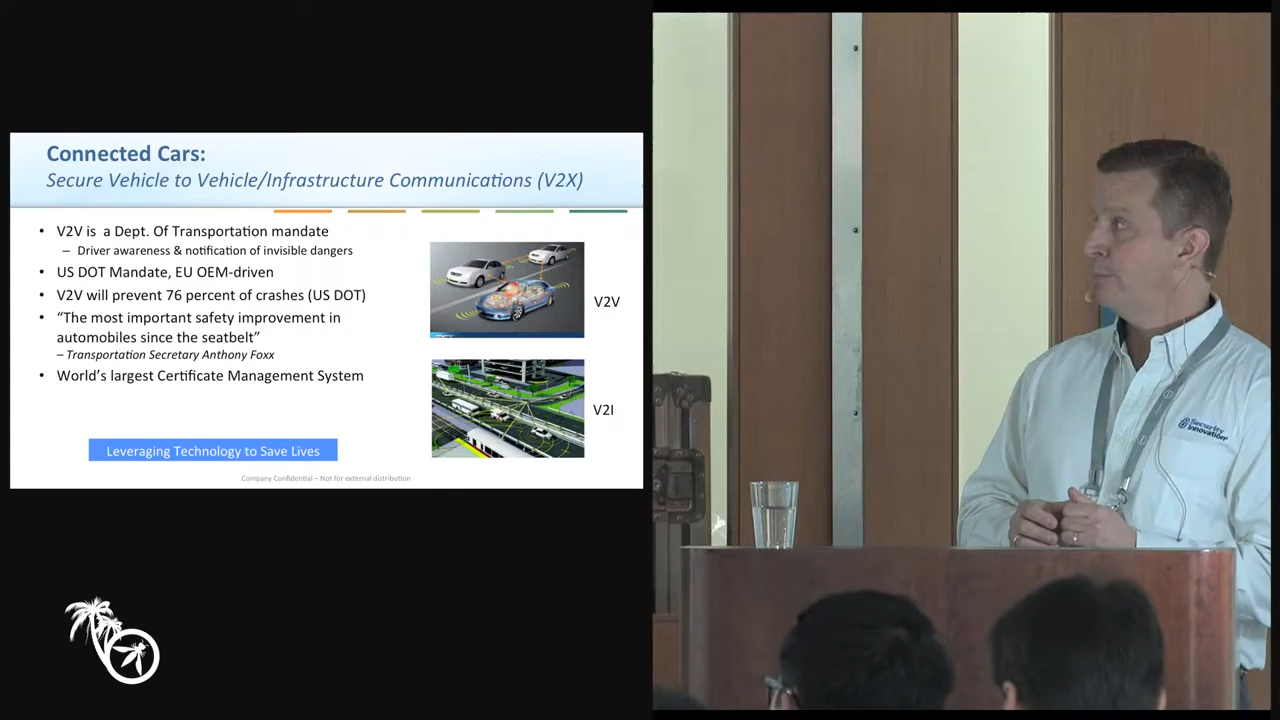 Connected Cars:
Secure Vehicle to Vehicle/Infrastructure Communications (V2X)
• V2V is a Dept. Of Transportation mandate
– Driver awareness & notification of invisible dangers
• US DOT Mandate, EU OEM-driven
• V2V will prevent 76 percent of crashes (US DOT)
• “The most important safety improvement in
automobiles since the seatbelt”
– Transportation Secretary Anthony Foxx
• World’s largest Certificate Management System
Leveraging Technology to Save Lives
Company Confidential – Not for external distribution
V2V
V2I
Security
Innovation